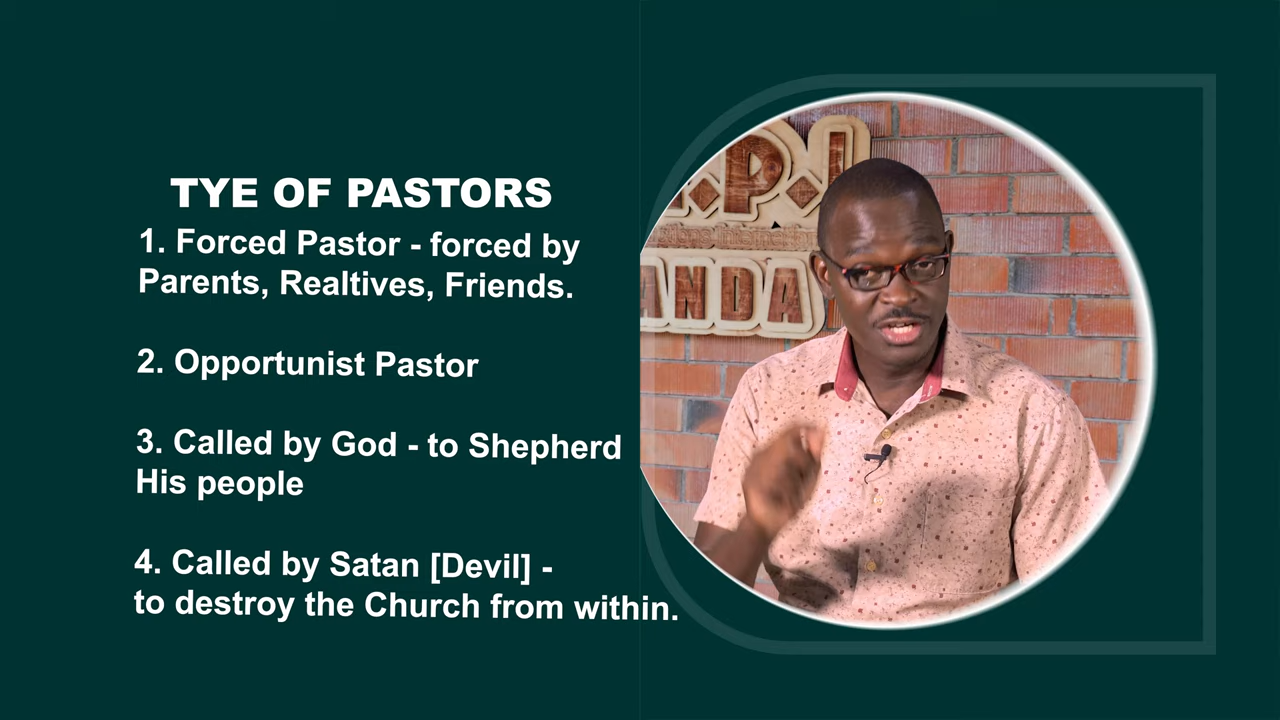 TYE OF PASTORS
1. Forced Pastor - forced by
Parents, Realtives, Friends.
2. Opportunist Pastor
3. Called by God - to Shepherd
His people
4. Called by Satan [Devil] -
to destroy the Church from within.
.P.I
ANDA